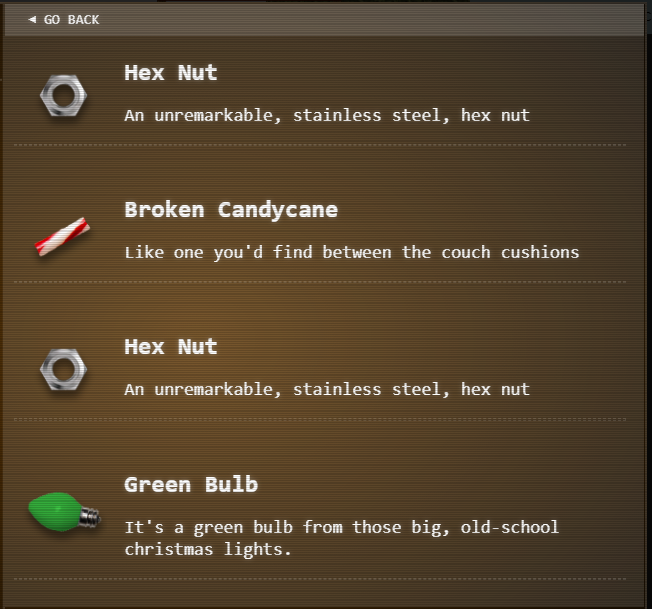 ◄ GO BACK
Hex Nut
An unremarkable, stainless steel, hex nut
Broken Candycane
Like one you'd find between the couch cushions
Hex Nut
An unremarkable, stainless steel, hex nut
Green Bulb
It's a green bulb from those big, old-school
christmas lights.